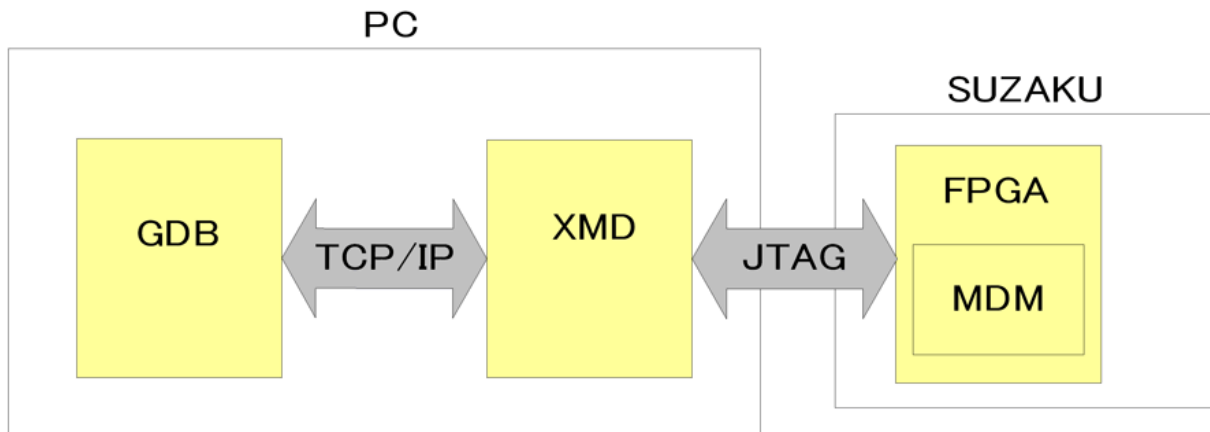 PC
SUZAKU
GDB
TCP/IP
XMD
JTAG
FPGA
MDM